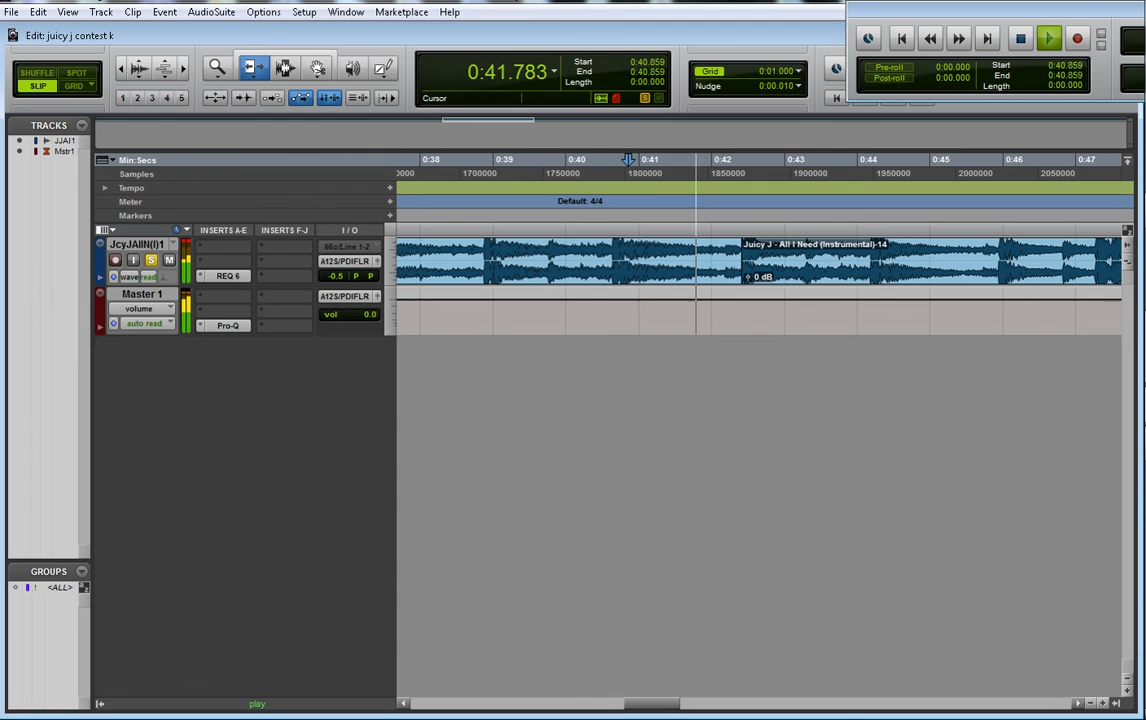 File Edit View Track Clip Event AudioSuite Options Setup Window Marketplace Help
Edit: juicy j contest k
SHUFFLE SPOT
SLIP GRID
1 2 3 4 5
0:41.783
Start 0:40.859
End 0:40.859
Length 0:00.000
Cursor
Grid 0:01.000
Nudge 0:00.010
Pre-roll 0:00.000
Post-roll 0:00.000
Start 0:40.859
End 0:40.859
Length 0:00.000
TRACKS
JJAI1
Mstr1
Min:Secs 0:38 0:39 0:40 0:41 0:42 0:43 0:44 0:45 0:46 0:47
Samples 0000 1700000 1750000 1800000 1850000 1900000 1950000 2000000 2050000
Tempo
Meter Default: 4/4
Markers
INSERTS A-E INSERTS F-J I / O
JcyJAIIN(I)1 Mic/Line 1-2
Juicy J - All I Need (Instrumental)-14
A12S/PDIFLR
I S M
wave read REQ 6 -0.5 P P
0 dB
Master 1 A12S/PDIFLR
volume vol 0.0
auto read Pro-Q
GROUPS
! <ALL>
play